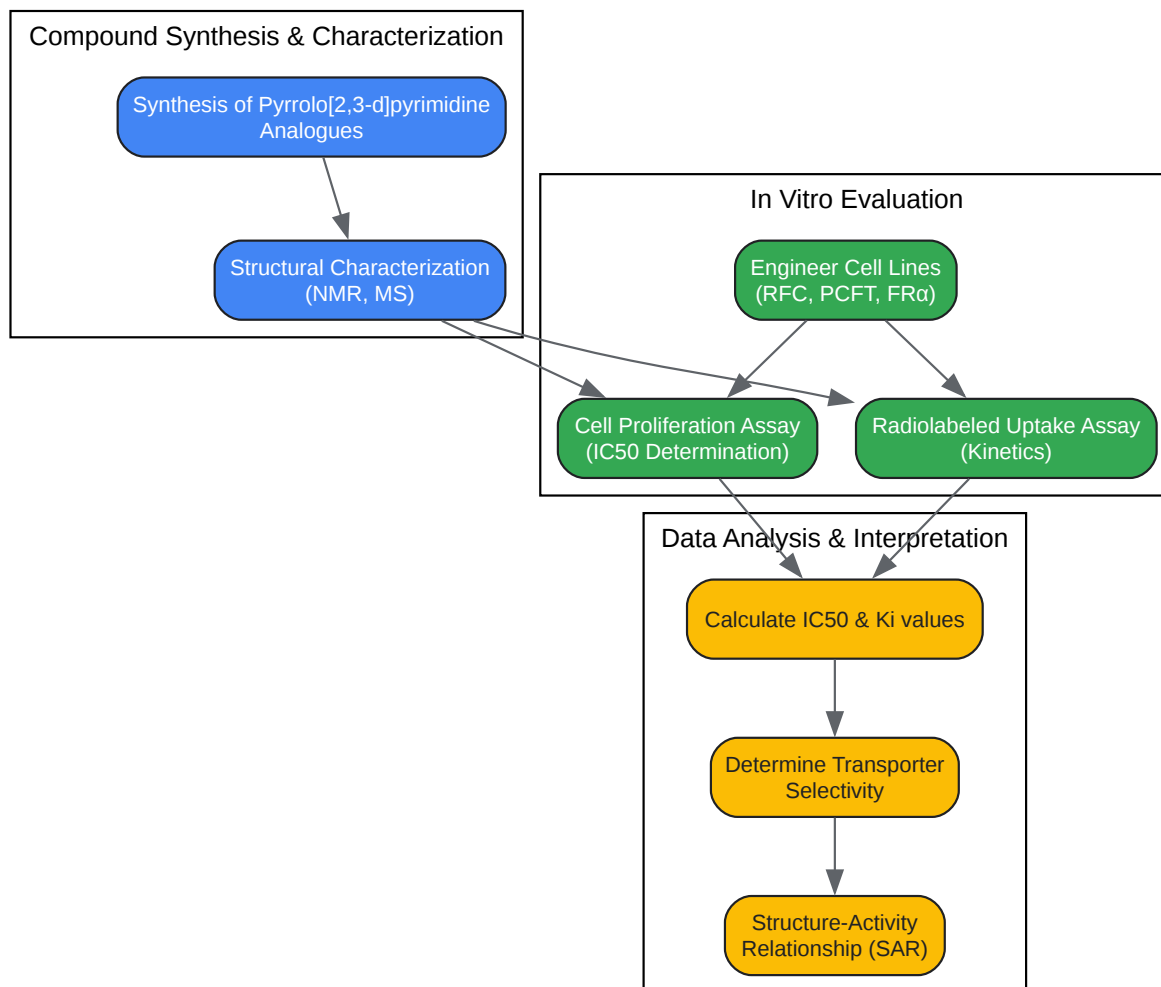 Compound Synthesis & Characterization
Synthesis of Pyrrolo[2,3-d]pyrimidine
Analogues
Structural Characterization
(NMR, MS)
In Vitro Evaluation
Engineer Cell Lines
(RFC, PCFT, FRα)
Cell Proliferation Assay
(IC50 Determination)
Radiolabeled Uptake Assay
(Kinetics)
Data Analysis & Interpretation
Calculate IC50 & Ki values
Determine Transporter
Selectivity
Structure-Activity
Relationship (SAR)